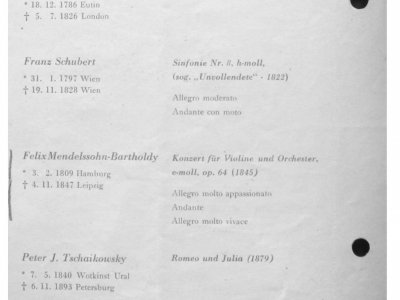 * 18. 12. 1786 Eutin
† 5. 7. 1826 London
Franz Schubert
* 31. 1. 1797 Wien
† 19. 11. 1828 Wien
Sinfonie Nr. 8, h-moll,
(sog. „Unvollendete" - 1822)
Allegro moderato
Andante con moto
Felix Mendelssohn-Bartholdy
* 3. 2. 1809 Hamburg
† 4. 11. 1847 Leipzig
Konzert für Violine und Orchester,
e-moll, op. 64 (1845)
Allegro molto appassionato
Andante
Allegro molto vivace
Peter J. Tschaikowsky
* 7. 5. 1840 Wotkinst Ural
† 6. 11. 1893 Petersburg
Romeo und Julia (1879)